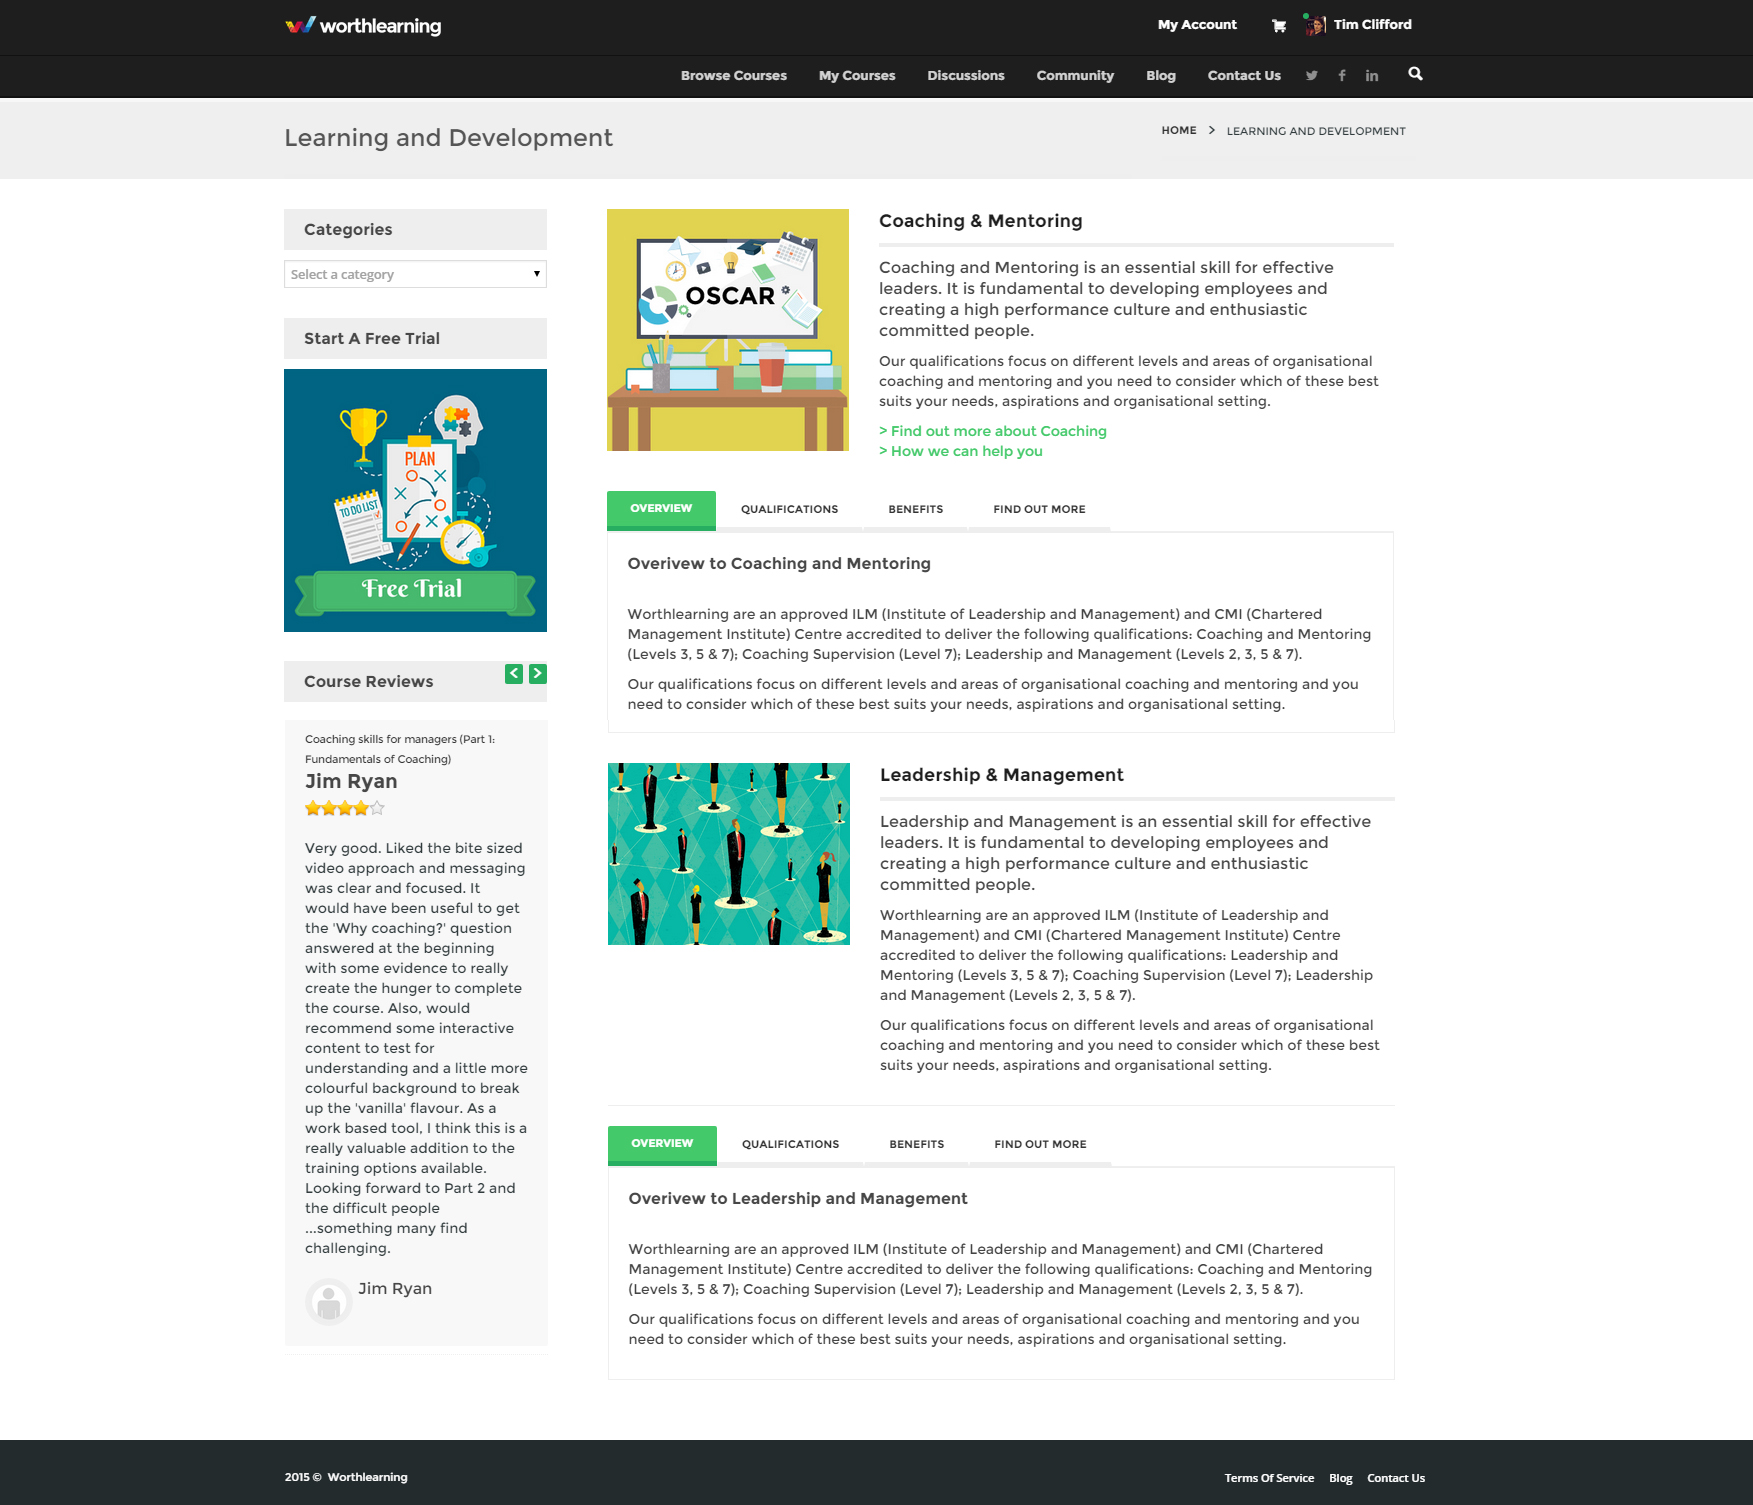 worthlearning
My Account
Tim Clifford
Browse Courses My Courses Discussions Community Blog Contact Us
Learning and Development
HOME > LEARNING AND DEVELOPMENT
Categories
Select a category
Start A Free Trial
PLAN
TO DO LIST
Free Trial
Course Reviews
Coaching skills for managers (Part 1:
Fundamentals of Coaching)
Jim Ryan
Very good. Liked the bite sized
video approach and messaging
was clear and focused. It
would have been useful to get
the 'Why coaching?' question
answered at the beginning
with some evidence to really
create the hunger to complete
the course. Also, would
recommend some interactive
content to test for
understanding and a little more
colourful background to break
up the 'vanilla' flavour. As a
work based tool, I think this is a
really valuable addition to the
training options available.
Looking forward to Part 2 and
the difficult people
...something many find
challenging.
Jim Ryan
OSCAR
Coaching & Mentoring
Coaching and Mentoring is an essential skill for effective
leaders. It is fundamental to developing employees and
creating a high performance culture and enthusiastic
committed people.
Our qualifications focus on different levels and areas of organisational
coaching and mentoring and you need to consider which of these best
suits your needs, aspirations and organisational setting.
> Find out more about Coaching
> How we can help you
OVERVIEW QUALIFICATIONS BENEFITS FIND OUT MORE
Overivew to Coaching and Mentoring
Worthlearning are an approved ILM (Institute of Leadership and Management) and CMI (Chartered
Management Institute) Centre accredited to deliver the following qualifications: Coaching and Mentoring
(Levels 3, 5 & 7); Coaching Supervision (Level 7); Leadership and Management (Levels 2, 3, 5 & 7).
Our qualifications focus on different levels and areas of organisational coaching and mentoring and you
need to consider which of these best suits your needs, aspirations and organisational setting.
Leadership & Management
Leadership and Management is an essential skill for effective
leaders. It is fundamental to developing employees and
creating a high performance culture and enthusiastic
committed people.
Worthlearning are an approved ILM (Institute of Leadership and
Management) and CMI (Chartered Management Institute) Centre
accredited to deliver the following qualifications: Leadership and
Mentoring (Levels 3, 5 & 7); Coaching Supervision (Level 7); Leadership
and Management (Levels 2, 3, 5 & 7).
Our qualifications focus on different levels and areas of organisational
coaching and mentoring and you need to consider which of these best
suits your needs, aspirations and organisational setting.
OVERVIEW QUALIFICATIONS BENEFITS FIND OUT MORE
Overivew to Leadership and Management
Worthlearning are an approved ILM (Institute of Leadership and Management) and CMI (Chartered
Management Institute) Centre accredited to deliver the following qualifications: Coaching and Mentoring
(Levels 3, 5 & 7); Coaching Supervision (Level 7); Leadership and Management (Levels 2, 3, 5 & 7).
Our qualifications focus on different levels and areas of organisational coaching and mentoring and you
need to consider which of these best suits your needs, aspirations and organisational setting.
2015 © Worthlearning
Terms Of Service Blog Contact Us